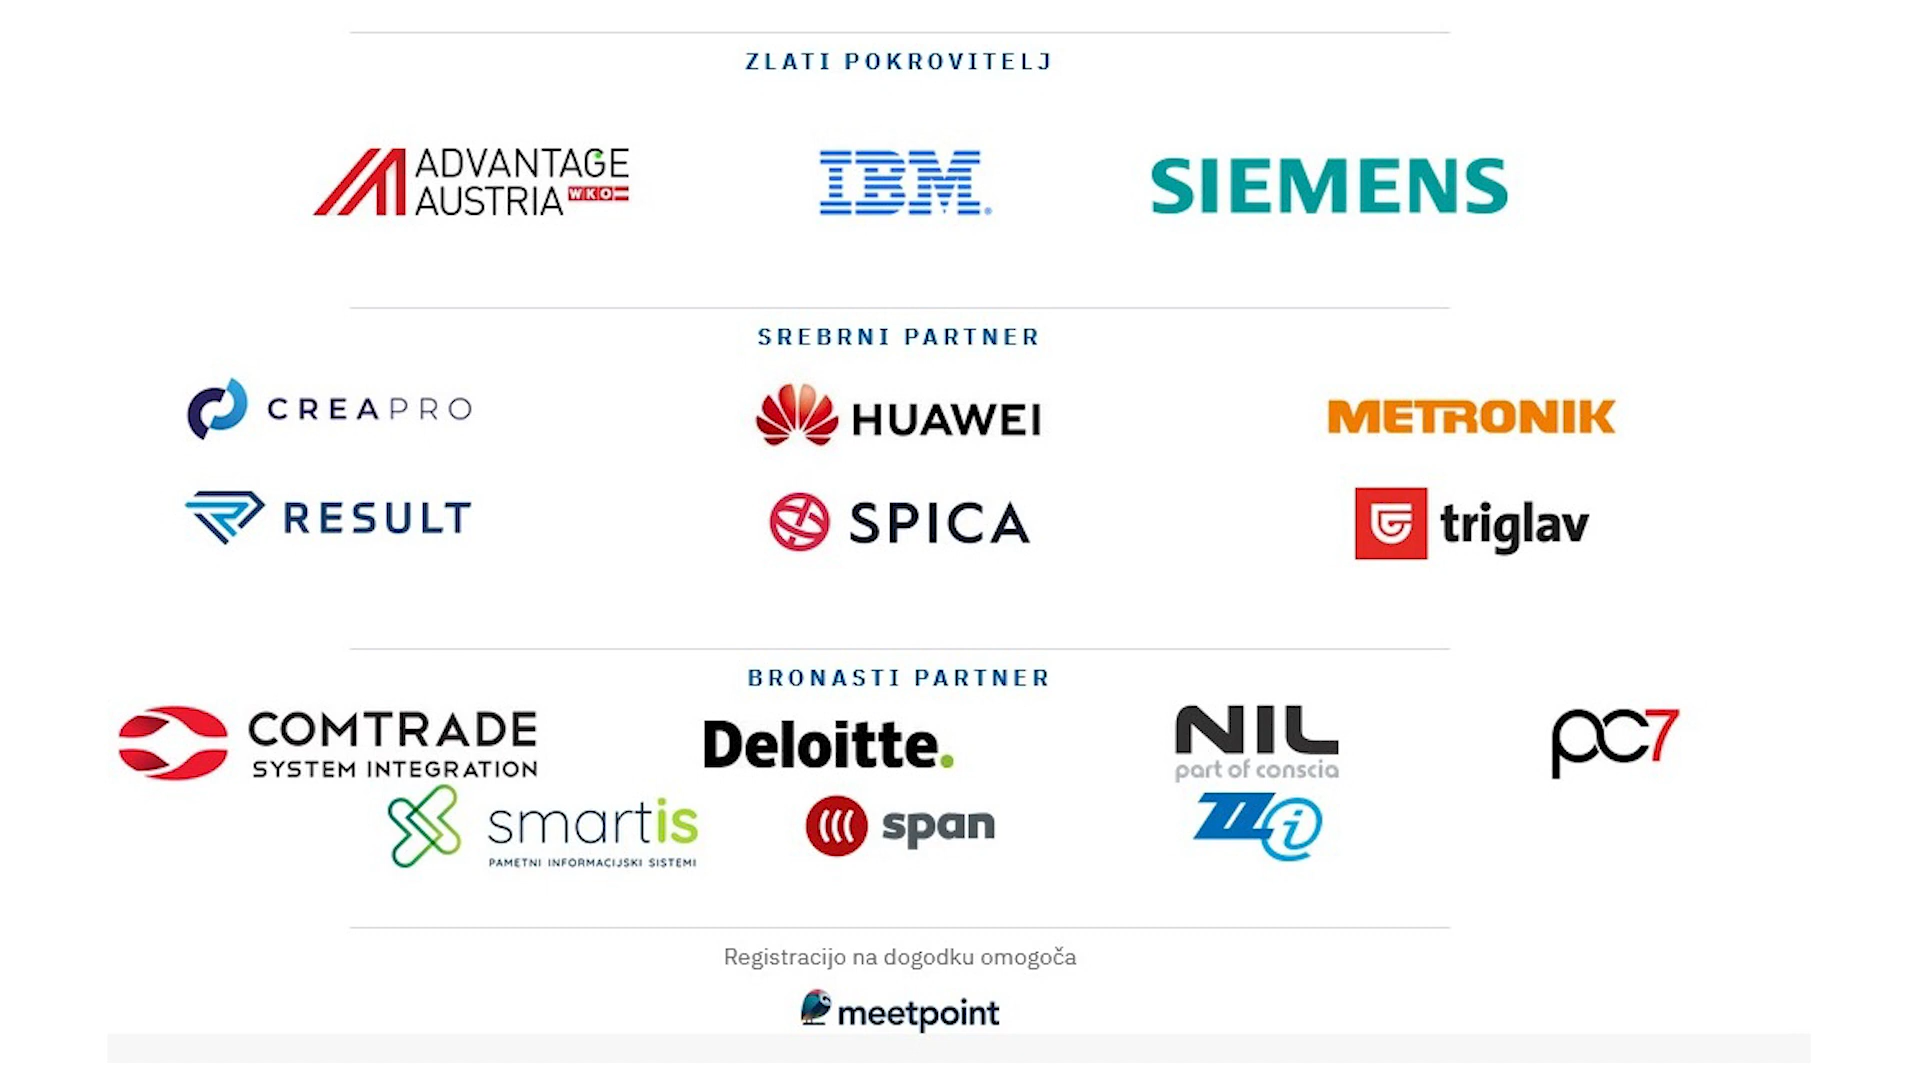 ZLATI POKROVITELJ
ADVANTAGE
AUSTRIA WKO
IBM
SIEMENS
SREBRNI PARTNER
CREAPRO
HUAWEI
METRONIK
RESULT
SPICA
triglav
BRONASTI PARTNER
COMTRADE
SYSTEM INTEGRATION
Deloitte.
NIL
part of conscia
pc7
smartis
PAMETNI INFORMACIJSKI SISTEMI
span
ZZi
Registracijo na dogodku omogoča
meetpoint